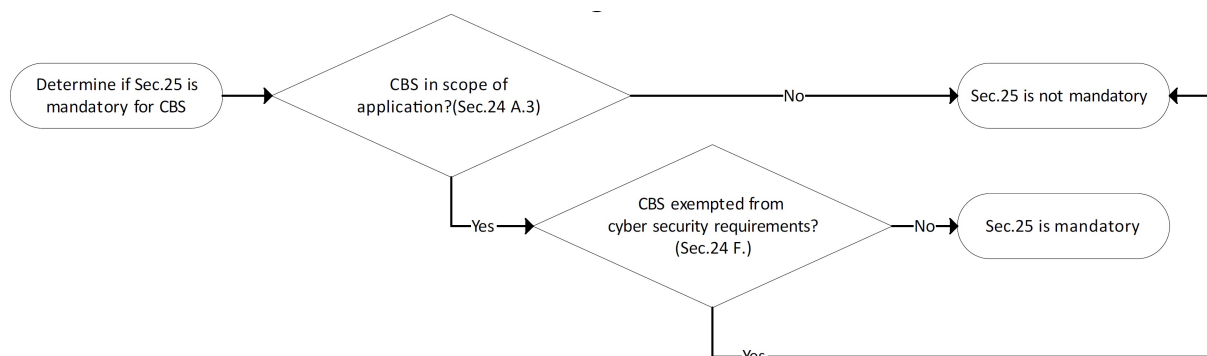 Determine if Sec.25 is
mandatory for CBS
CBS in scope of
application?(Sec.24 A.3)
No
Sec.25 is not mandatory
Yes
CBS exempted from
cyber security requirements?
(Sec.24 F.)
No
Sec.25 is mandatory
Yes